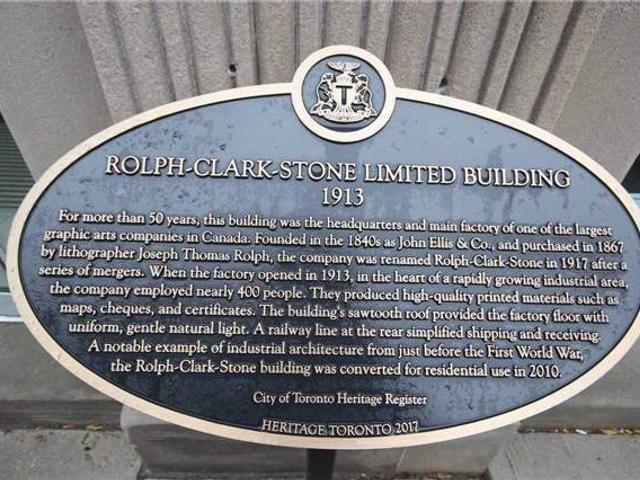 T
ROLPH-CLARK-STONE LIMITED BUILDING
1913
For more than 50 years, this building was the headquarters and main factory of one of the largest
graphic arts companies in Canada. Founded in the 1840s as John Ellis & Co., and purchased in 1867
by lithographer Joseph Thomas Rolph, the company was renamed Rolph-Clark-Stone in 1917 after a
series of mergers. When the factory opened in 1913, in the heart of a rapidly growing industrial area,
the company employed nearly 400 people. They produced high-quality printed materials such as
maps, cheques, and certificates. The building's sawtooth roof provided the factory floor with
uniform, gentle natural light. A railway line at the rear simplified shipping and receiving.
A notable example of industrial architecture from just before the First World War,
the Rolph-Clark-Stone building was converted for residential use in 2010.
City of Toronto Heritage Register
HERITAGE TORONTO 2017